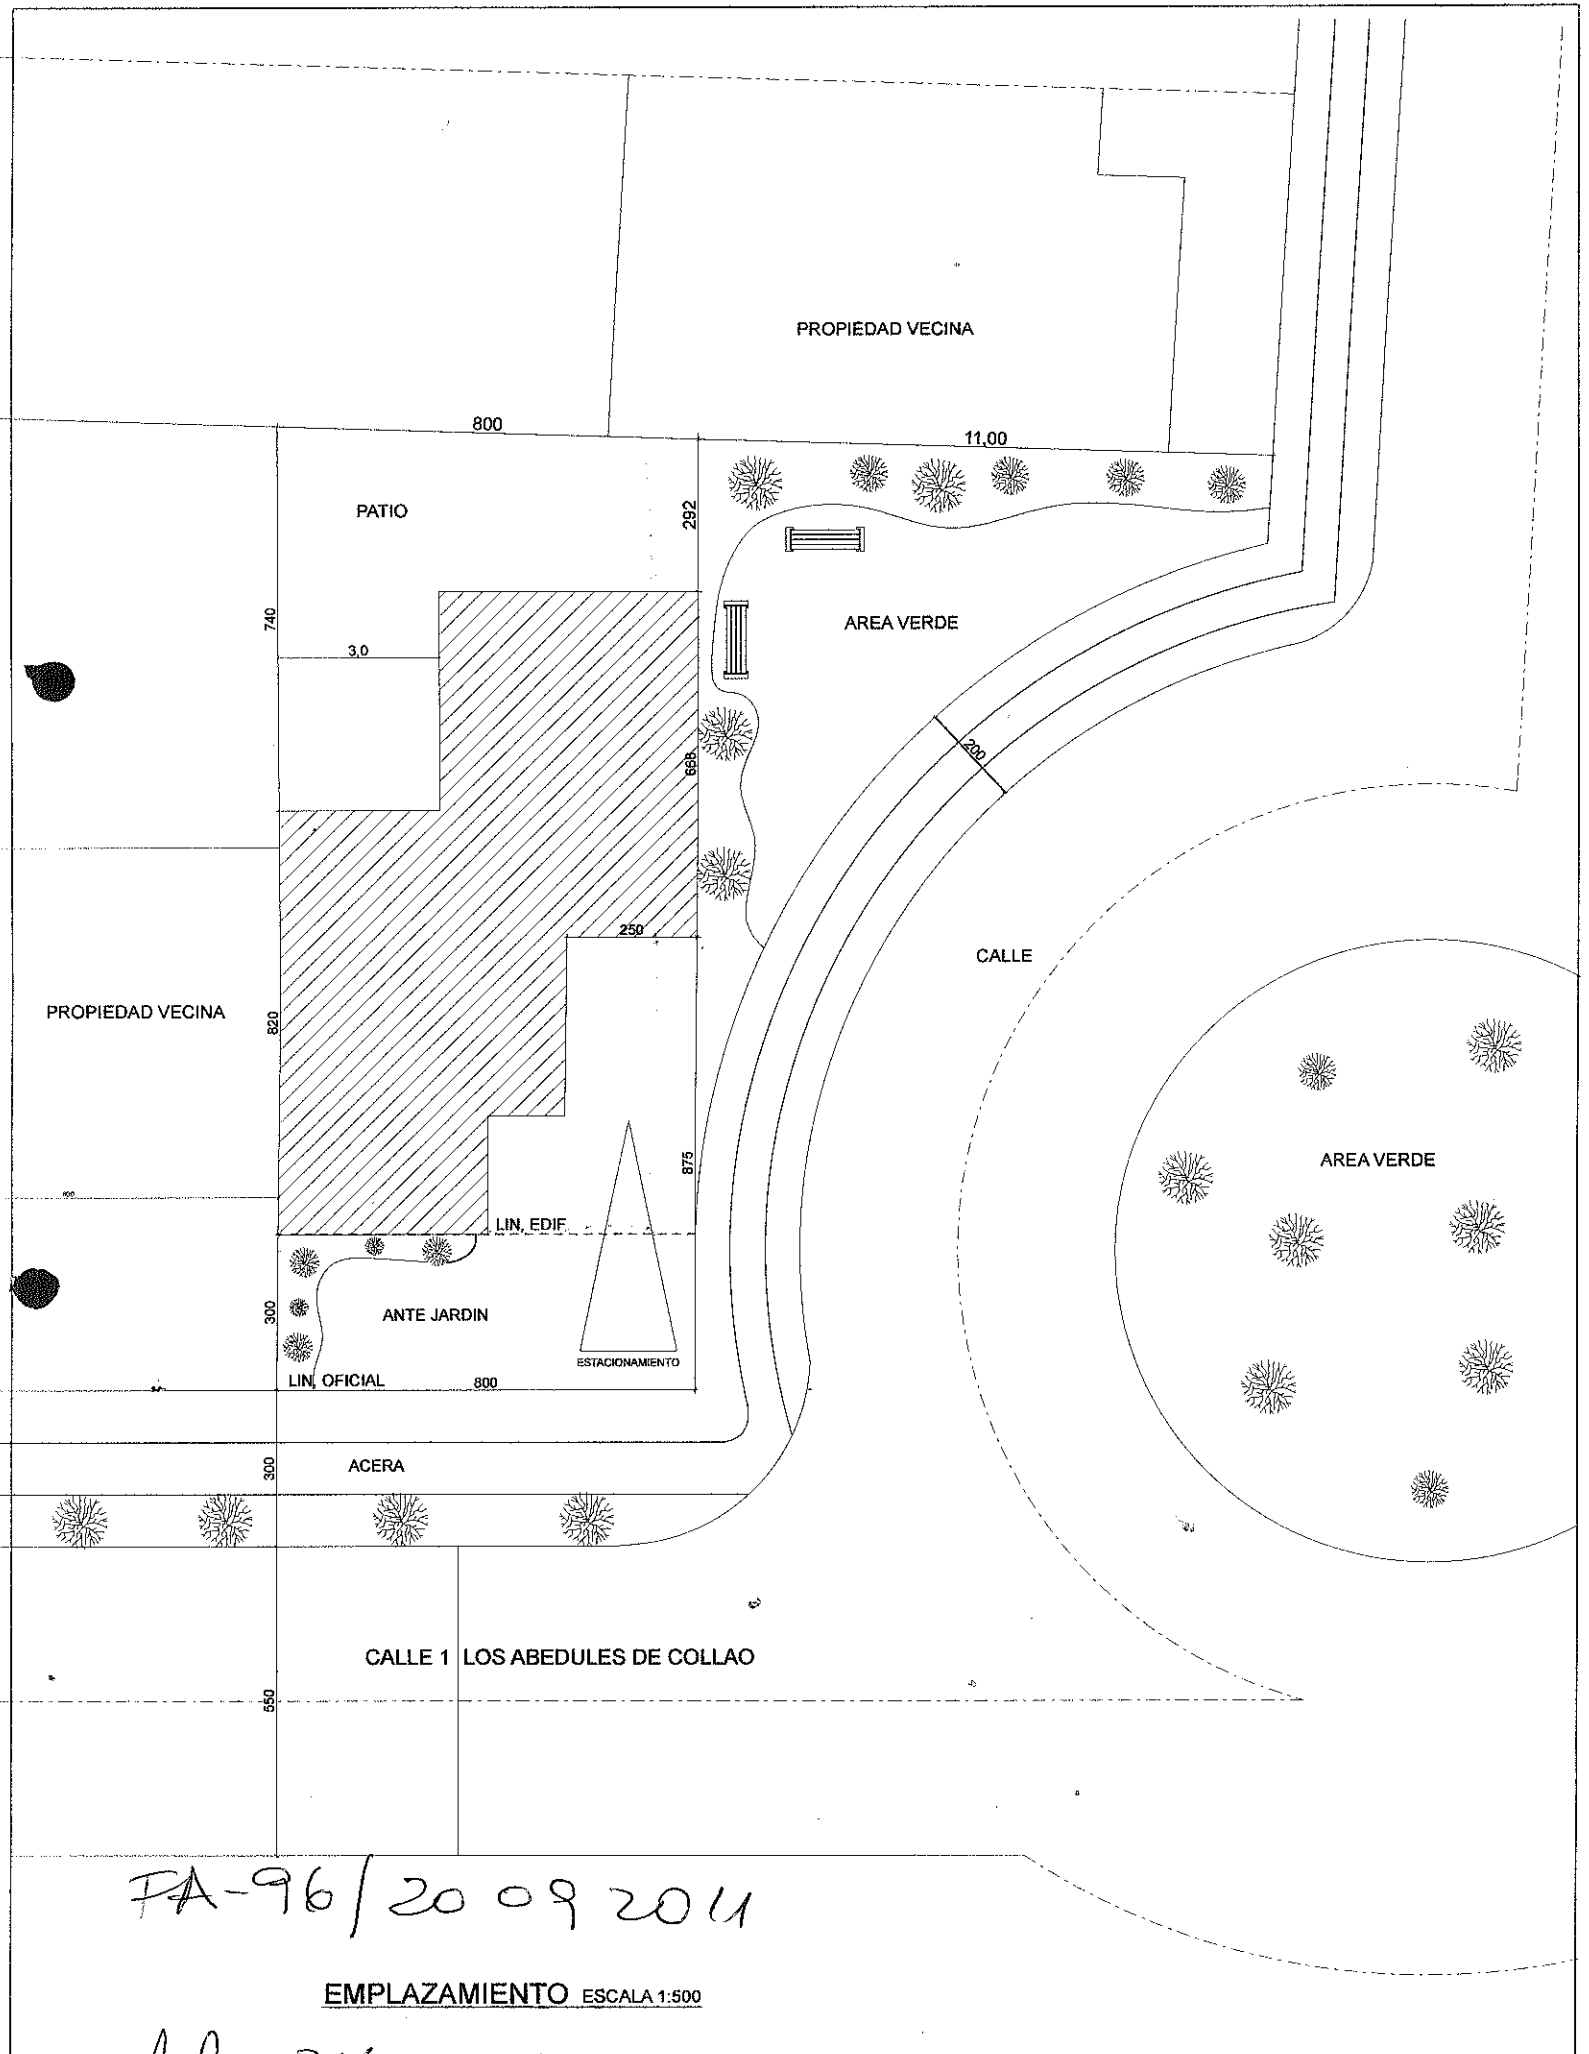 PROPIEDAD VECINA
800
11,00
PATIO
292
740
AREA VERDE
3,0
200
668
250
CALLE
PROPIEDAD VECINA
820
875
AREA VERDE
LIN, EDIF
300
ANTE JARDIN
ESTACIONAMIENTO
LIN, OFICIAL
800
300
ACERA
CALLE 1 LOS ABEDULES DE COLLAO
550
PA-96/20 09 2011
EMPLAZAMIENTO ESCALA 1:500